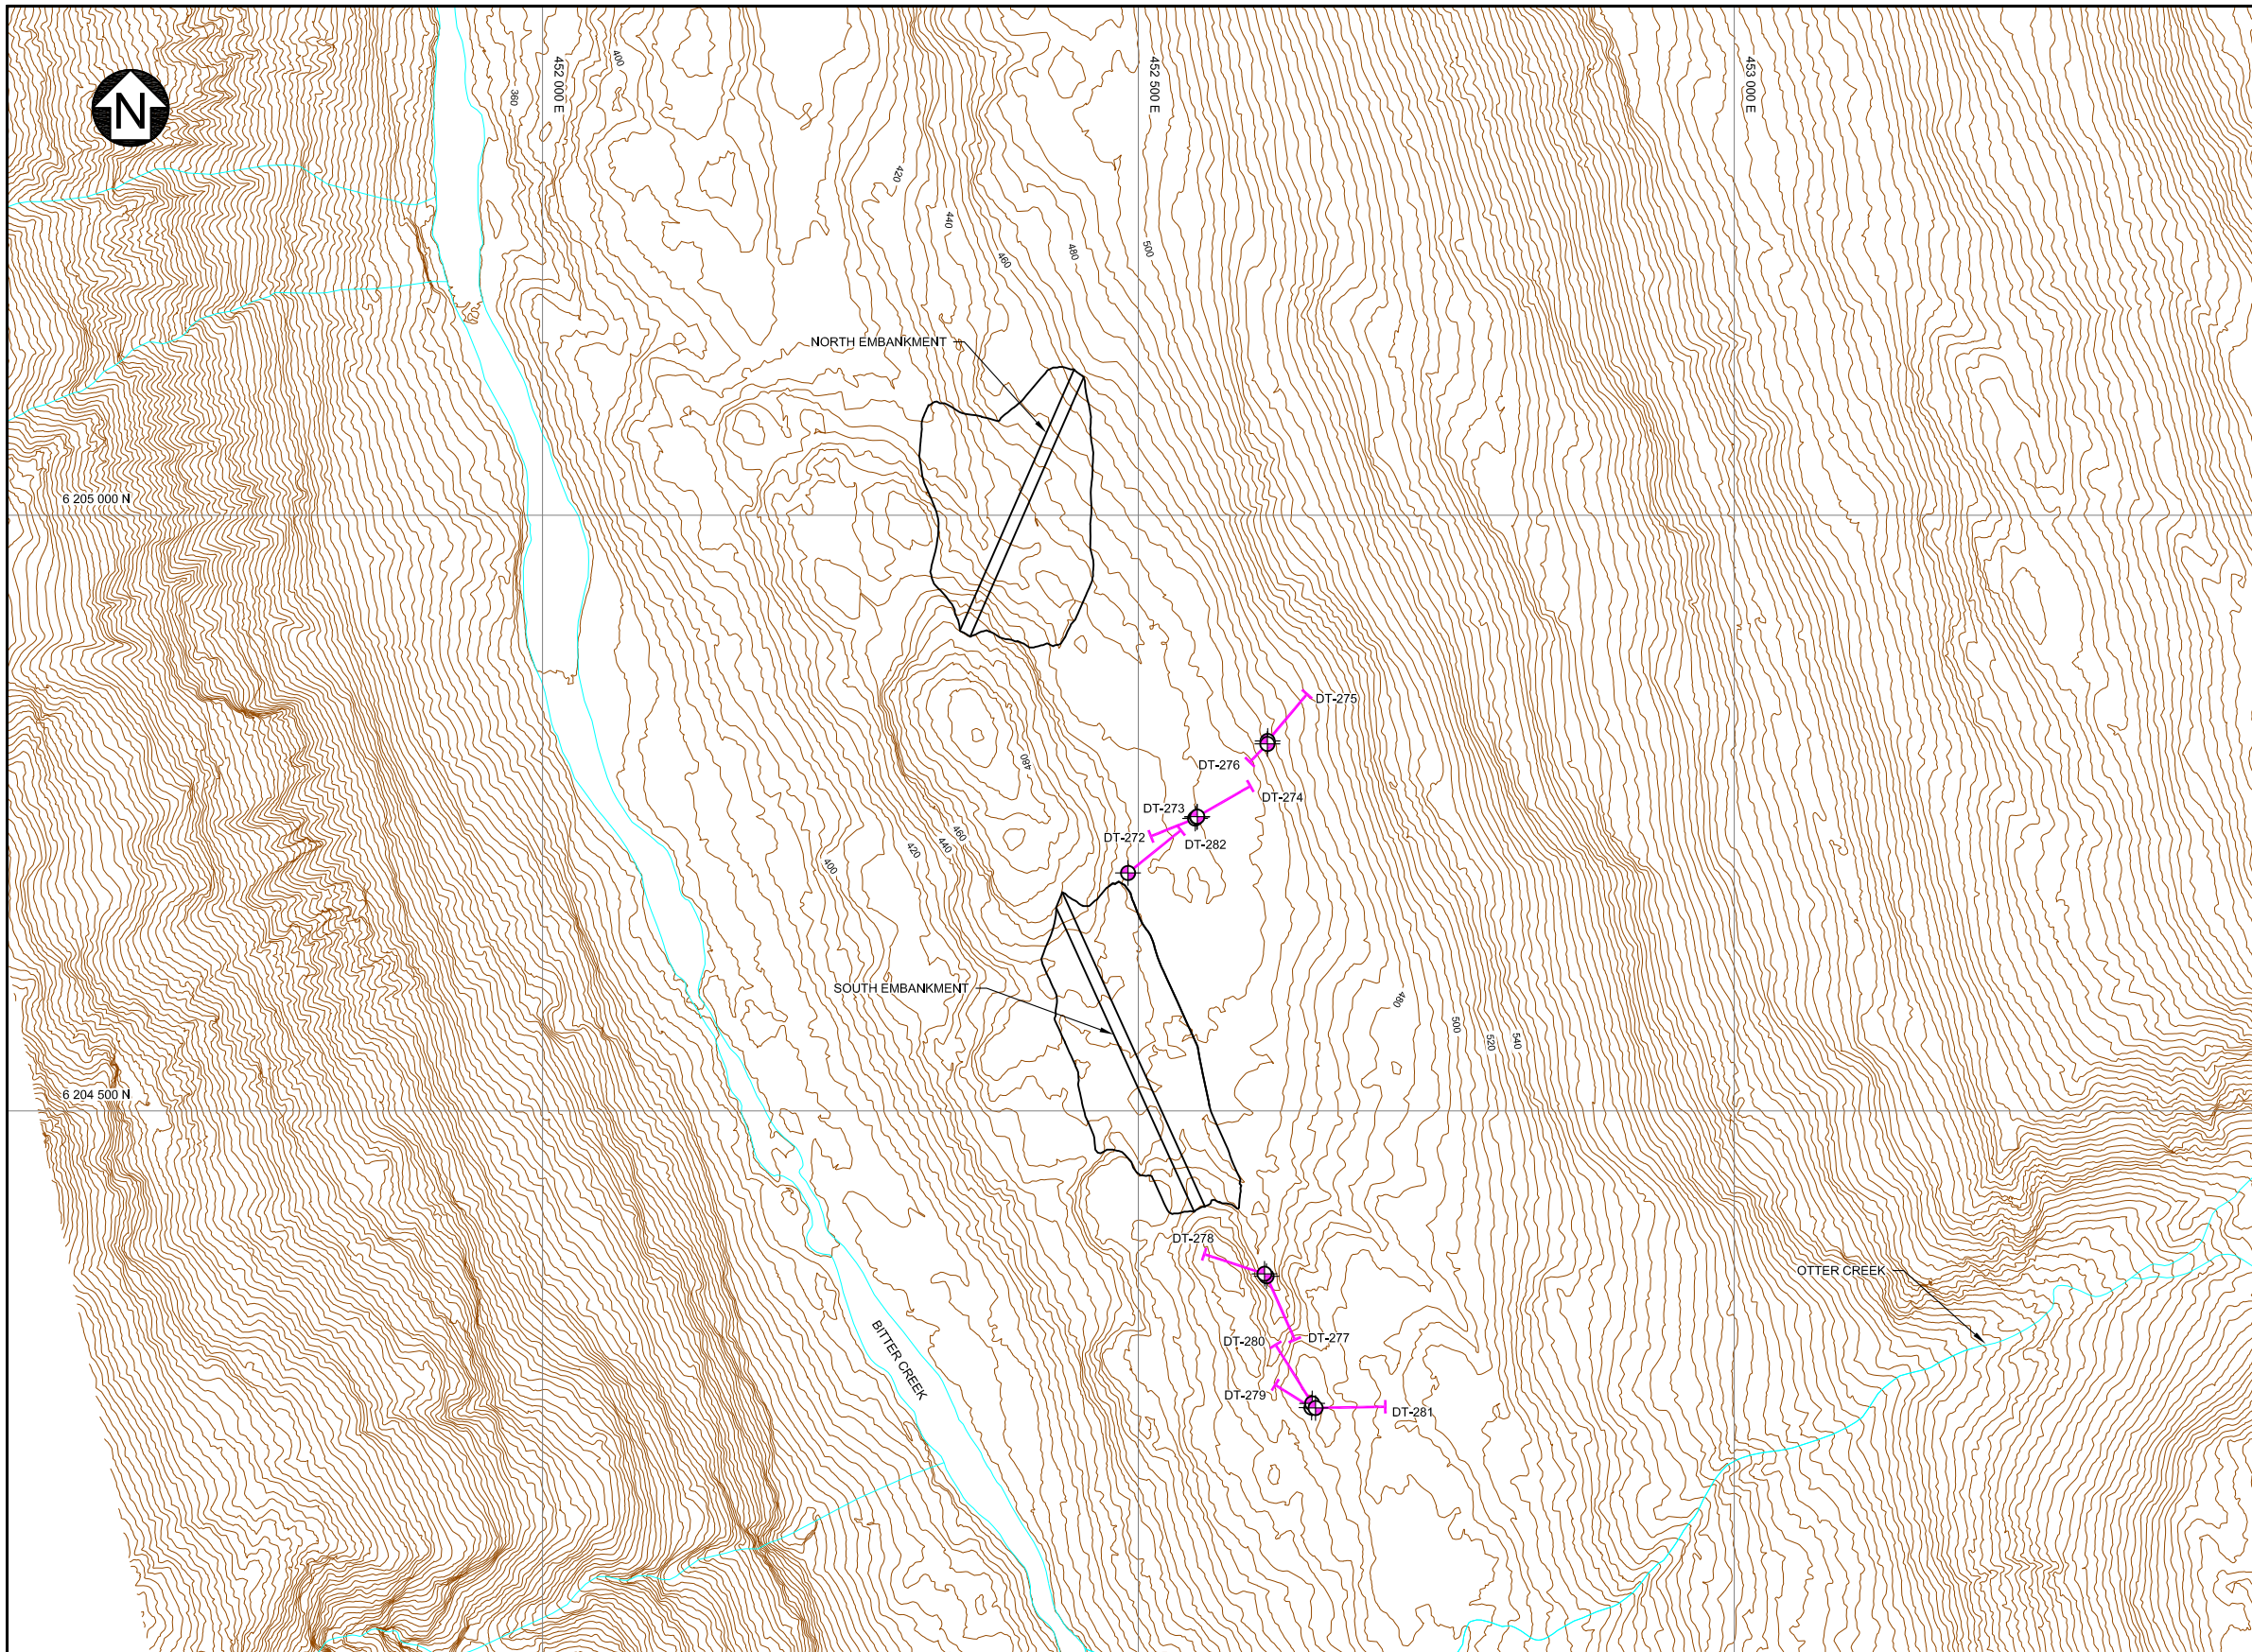 N
452 000 E
452 500 E
453 000 E
400
360
420
440
460
480
500
NORTH EMBANKMENT
6 205 000 N
DT-275
DT-276
480
DT-274
DT-273
DT-272
DT-282
460
440
420
400
SOUTH EMBANKMENT
480
500
520
540
6 204 500 N
DT-278
OTTER CREEK
DT-277
DT-280
BITTER CREEK
DT-279
DT-281